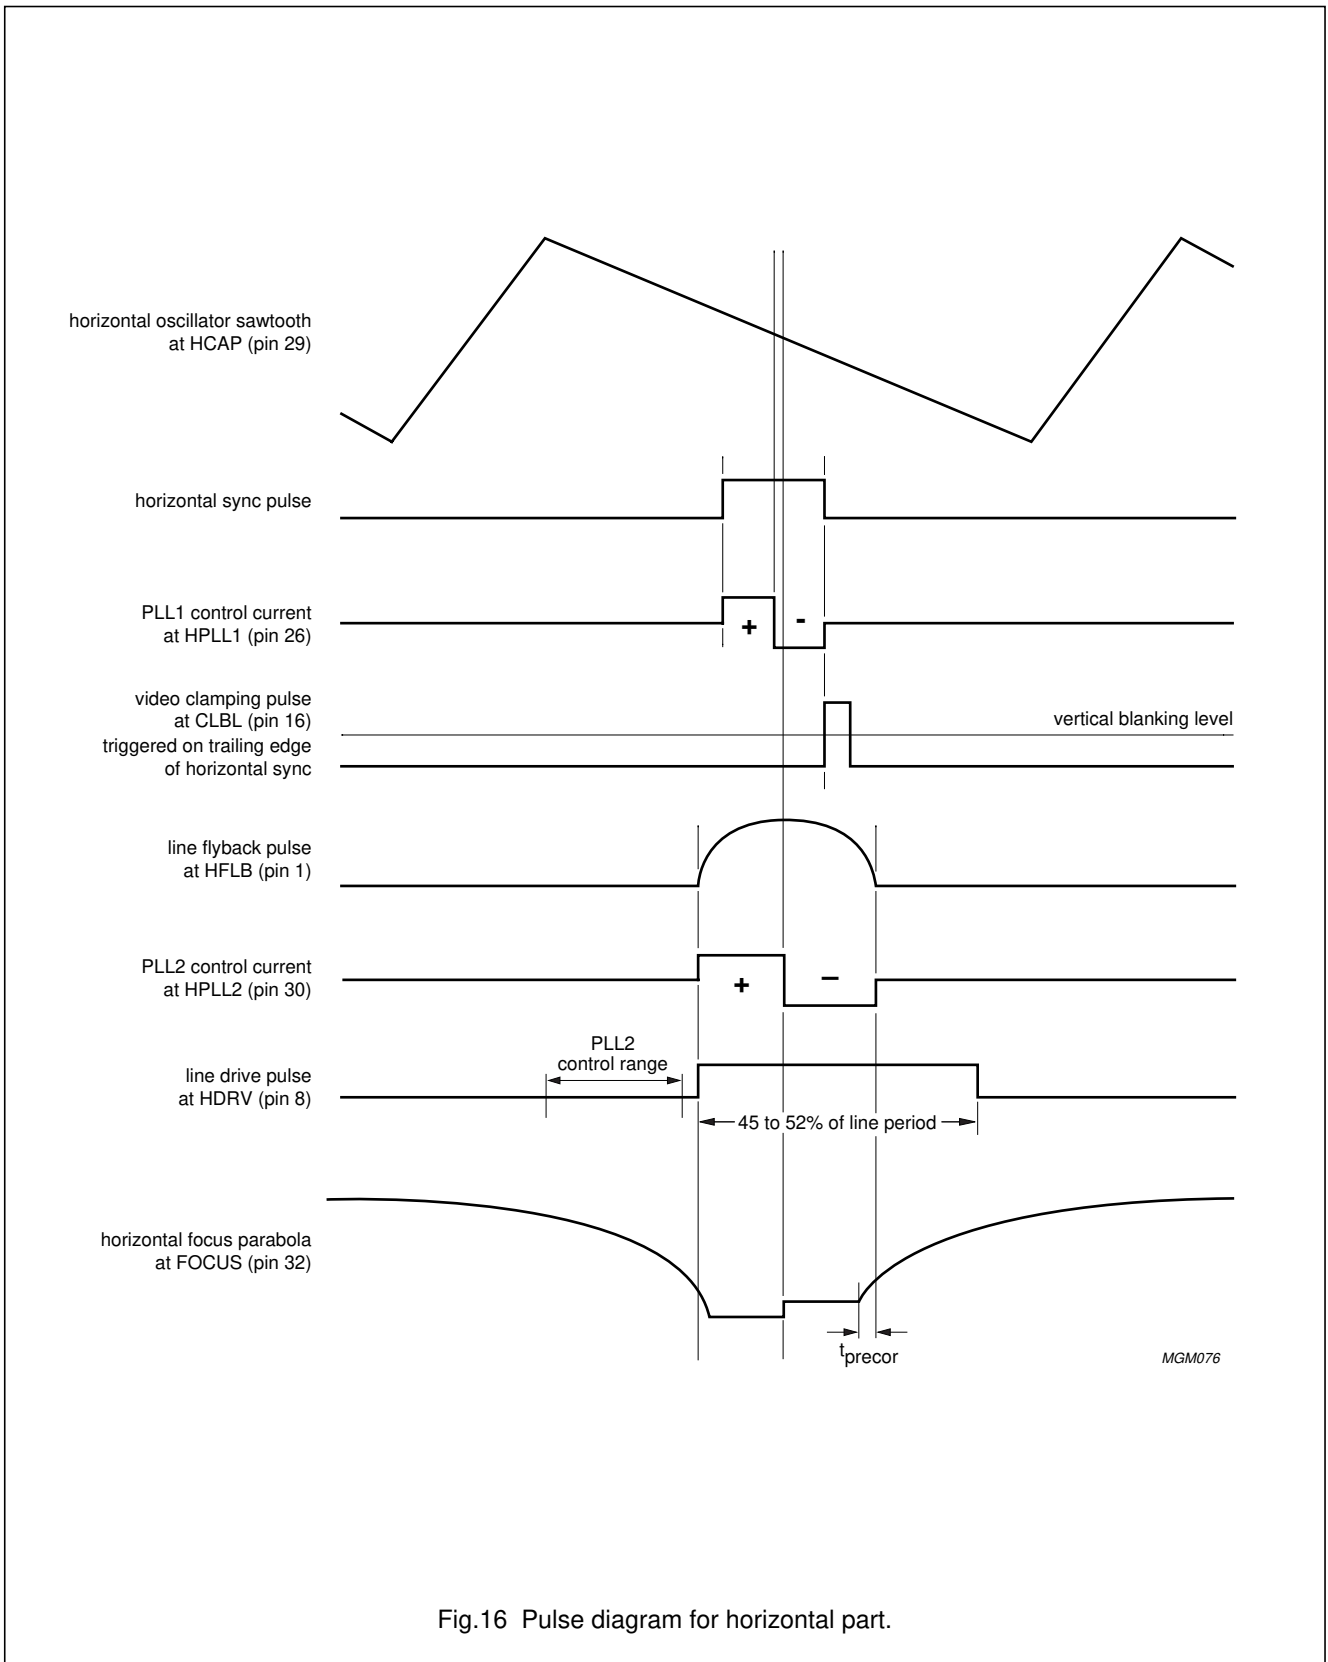 horizontal oscillator sawtooth
at HCAP (pin 29)
horizontal sync pulse
PLL1 control current
at HPLL1 (pin 26)
+
-
video clamping pulse
at CLBL (pin 16)
triggered on trailing edge
of horizontal sync
vertical blanking level
line flyback pulse
at HFLB (pin 1)
PLL2 control current
at HPLL2 (pin 30)
+
−
PLL2
control range
line drive pulse
at HDRV (pin 8)
45 to 52% of line period
horizontal focus parabola
at FOCUS (pin 32)
tprecor
MGM076
Fig.16 Pulse diagram for horizontal part.